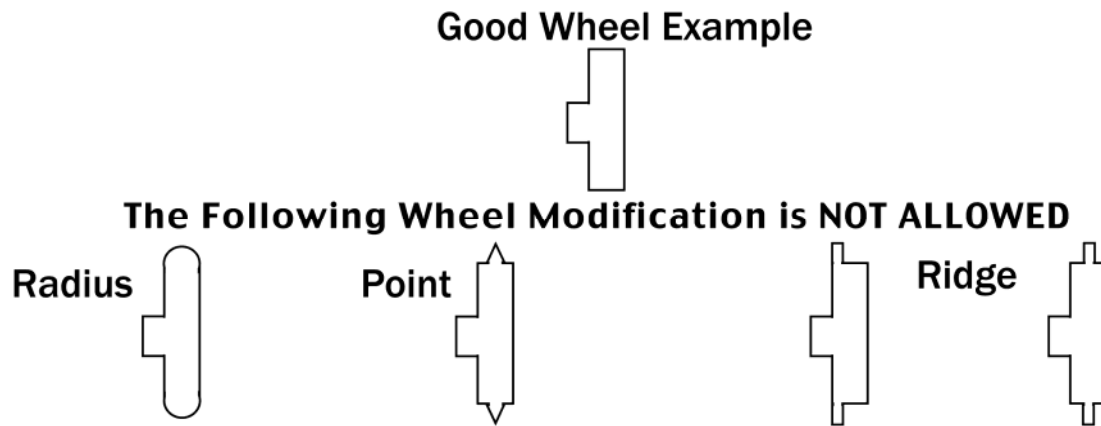 Good Wheel Example
The Following Wheel Modification is NOT ALLOWED
Radius
Point
Ridge